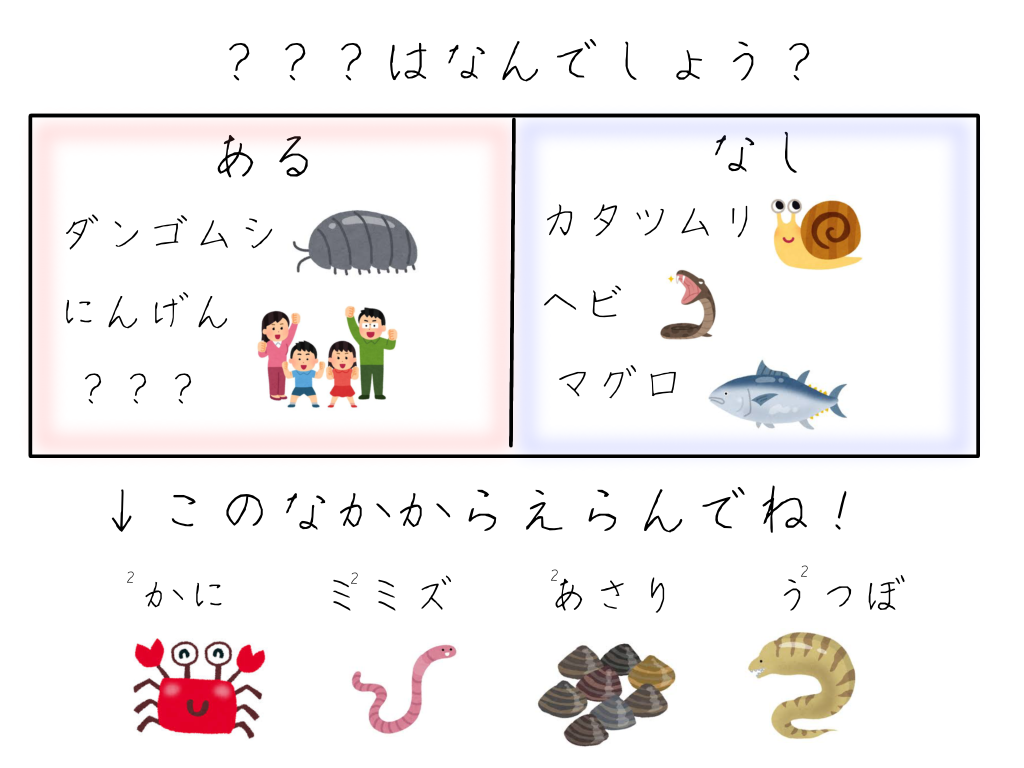 ???はなんでしょう?
ある
ダンゴムシ
にんげん
???
なし
カタツムリ
ヘビ
マグロ
↓このなかからえらんでね!
2かに
2ミミズ
2あさり
2うつぼ